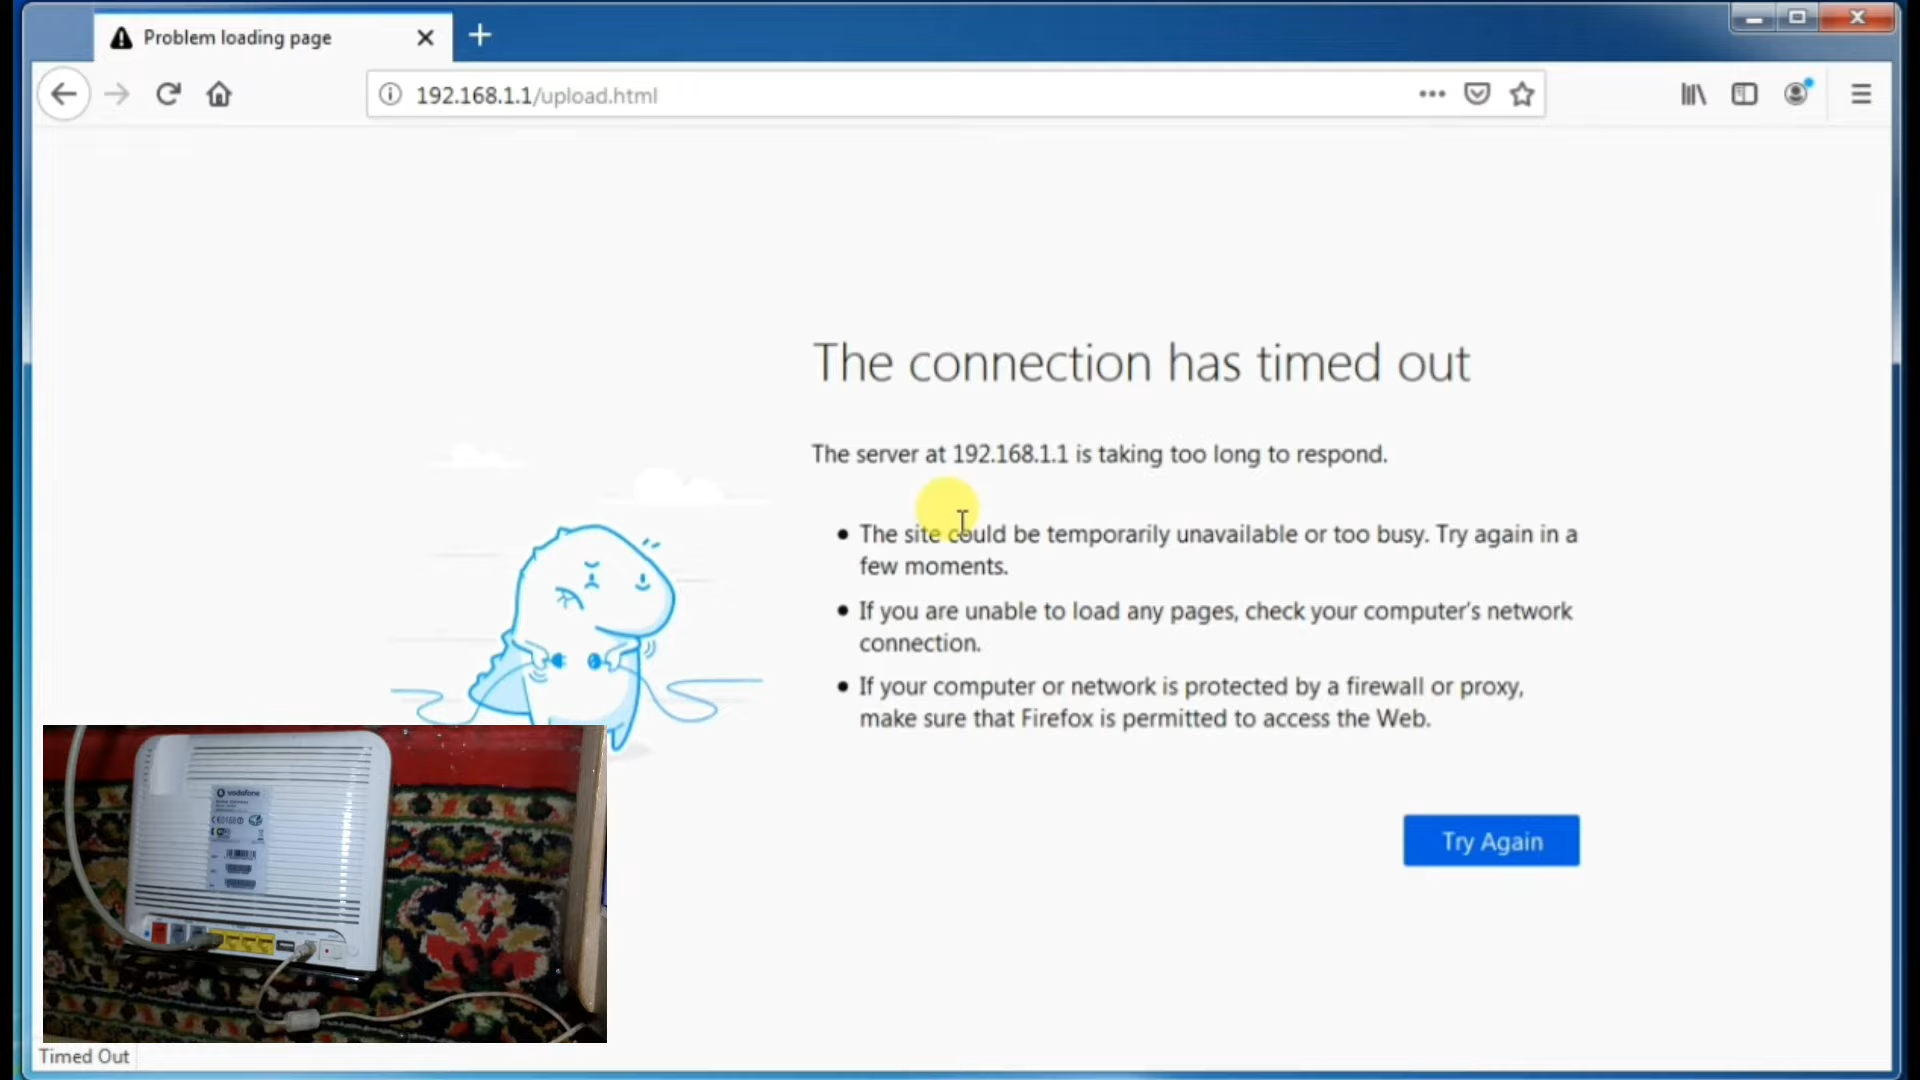 Problem loading page
192.168.1.1/upload.html
The connection has timed out
The server at 192.168.1.1 is taking too long to respond.
The site could be temporarily unavailable or too busy. Try again in a
few moments.
If you are unable to load any pages, check your computer's network
connection.
If your computer or network is protected by a firewall or proxy,
make sure that Firefox is permitted to access the Web.
Try Again
vodofone
Timed Out